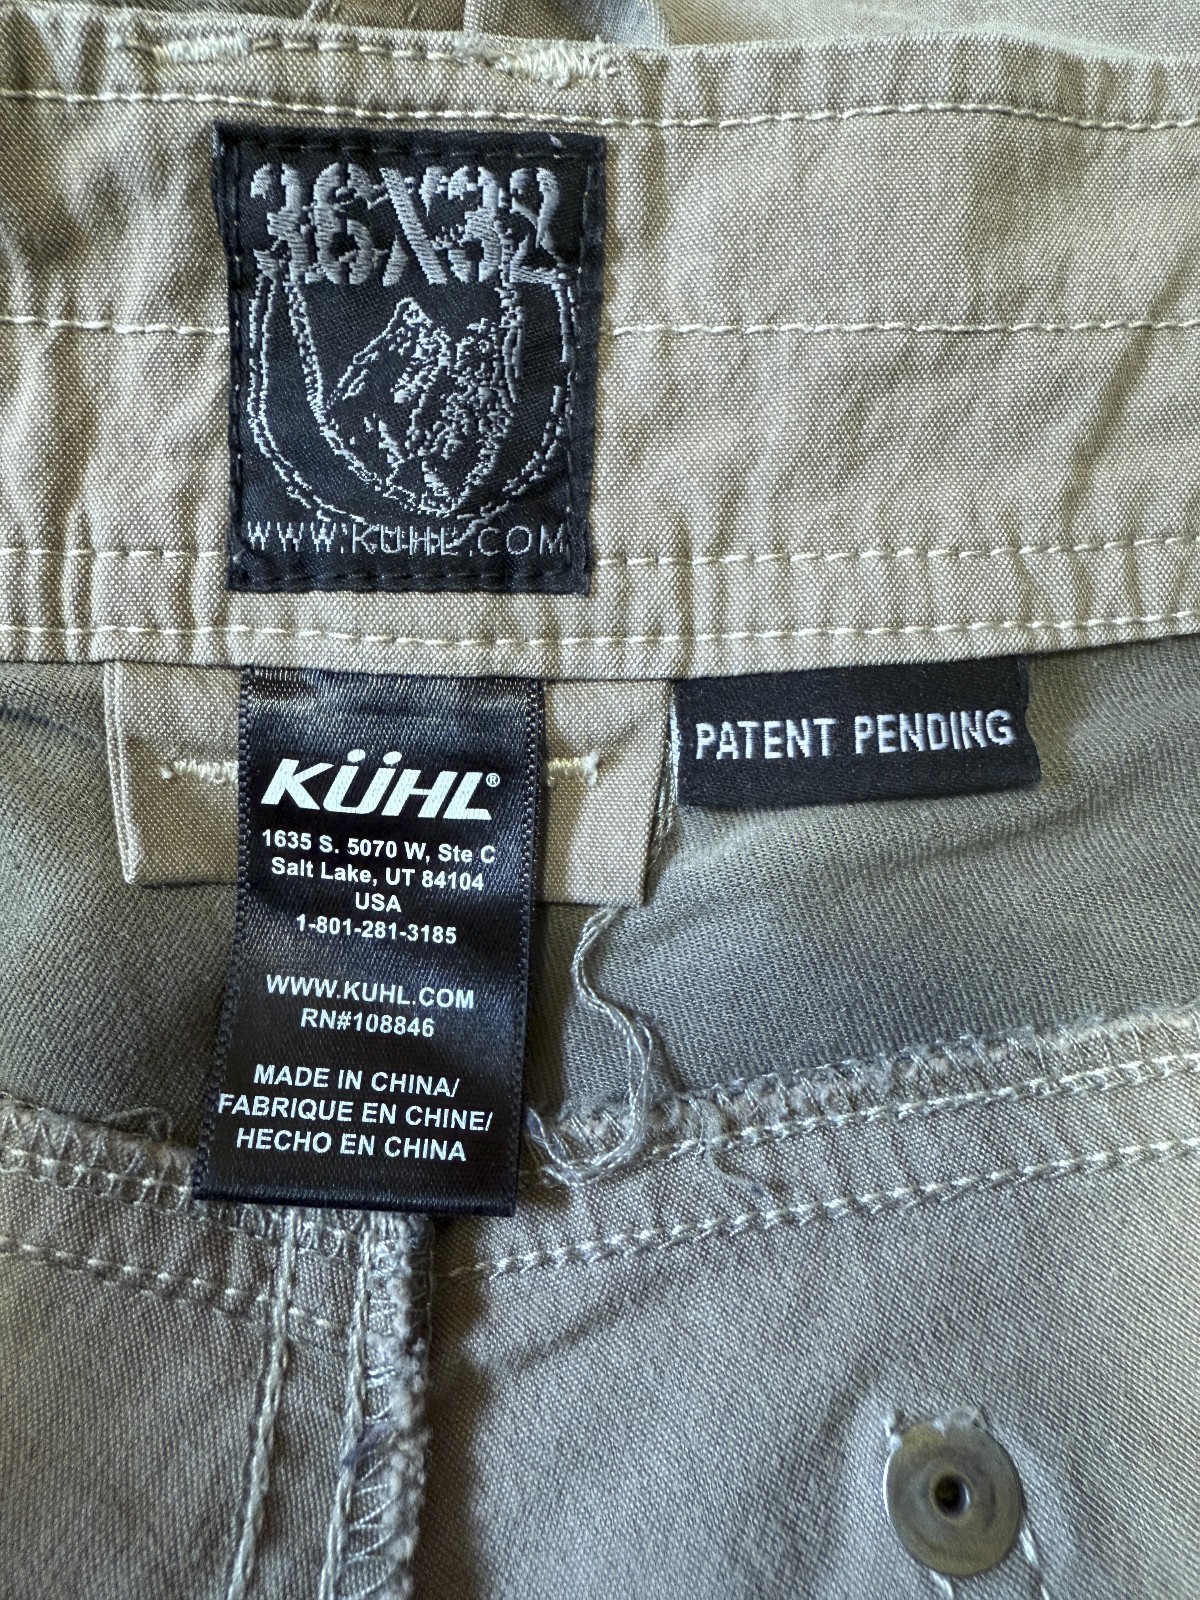 36X32
WWW.KUHL.COM
PATENT PENDING
KÜHL®
1635 S. 5070 W, Ste C
Salt Lake, UT 84104
USA
1-801-281-3185
WWW.KUHL.COM
RN#108846
MADE IN CHINA/
FABRIQUE EN CHINE/
HECHO EN CHINA